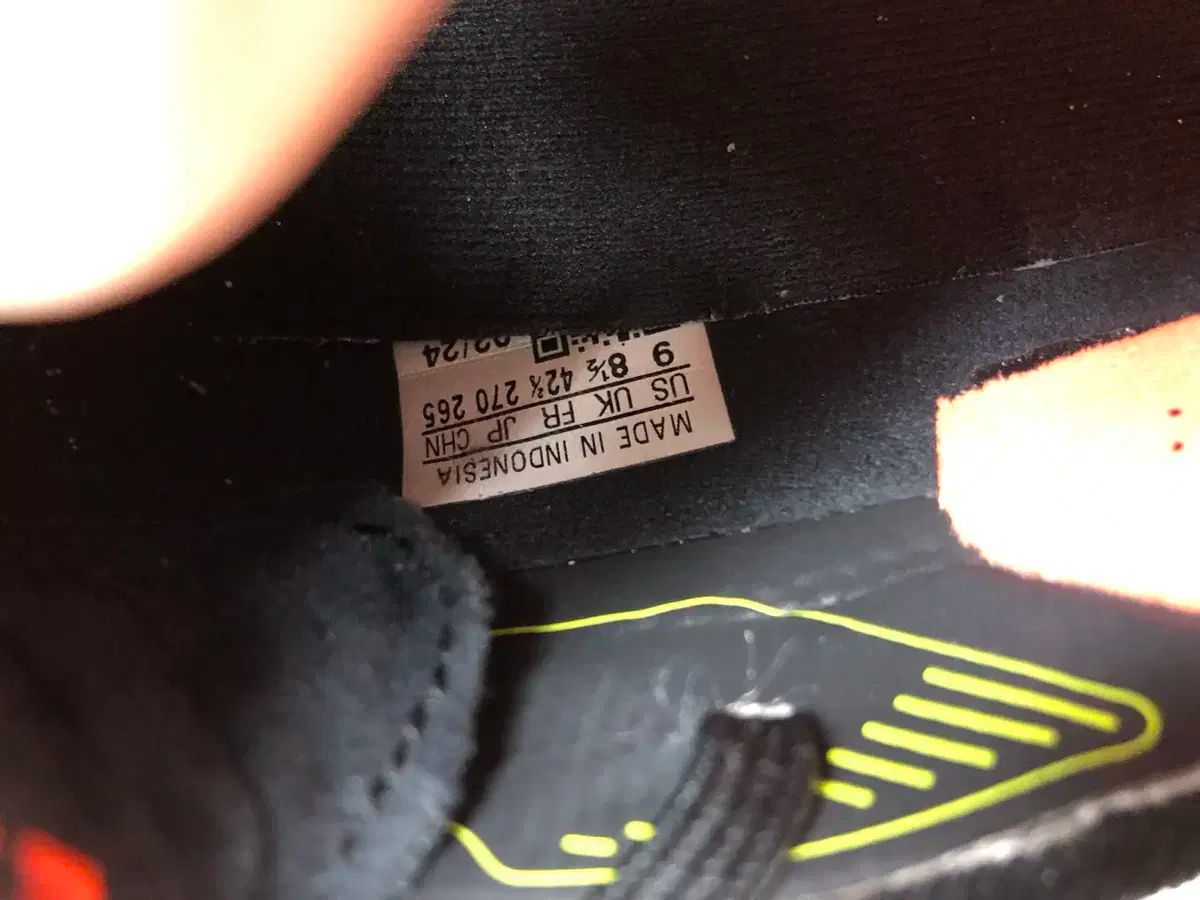 MADE IN INDONESIA
US UK FR JP CHN
9 8½ 42⅔ 270 265
02/24